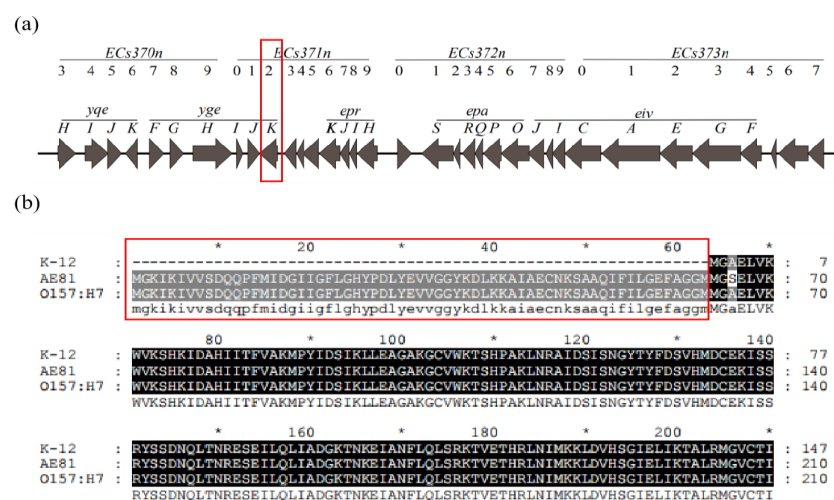 (a)
ECs370n ECs371n ECs372n ECs373n
3 4 5 6 7 8 9 0 1 2 3 4 5 6 7 8 9 0 1 2 3 4 5 6 7 8 9 0 1 2 3 4 5 6 7
yqe yge epr epa eiv
H I J K F G H I J K K J I H S R Q P O J I C A E G F
(b)
* 20 * 40 * 60 *
K-12 : ---------------------------------------------------------------MGAELVK : 7
AE81 : MGKIKIVVSDQQPFMIDGIIGFLGHYPDLYEVVGGYKDLKKAIAECNKSAAQIFILGEFAGGMMGSELVK : 70
O157:H7 : MGKIKIVVSDQQPFMIDGIIGFLGHYPDLYEVVGGYKDLKKAIAECNKSAAQIFILGEFAGGMMGAELVK : 70
mgkikivvsdqqpfmidgiigflghypdlyevvggykdlkkaiaecnksaaqifilgefaggmMGaELVK
80 * 100 * 120 * 140
K-12 : WVKSHKIDAHIITFVAKMPYIDSIKLLEAGAKGCVWKTSHPAKLNRAIDSISNGYTYFDSVHMDCEKISS : 77
AE81 : WVKSHKIDAHIITFVAKMPYIDSIKLLEAGAKGCVWKTSHPAKLNRAIDSISNGYTYFDSVHMDCEKISS : 140
O157:H7 : WVKSHKIDAHIITFVAKMPYIDSIKLLEAGAKGCVWKTSHPAKLNRAIDSISNGYTYFDSVHMDCEKISS : 140
WVKSHKIDAHIITFVAKMPYIDSIKLLEAGAKGCVWKTSHPAKLNRAIDSISNGYTYFDSVHMDCEKISS
* 160 * 180 * 200 *
K-12 : RYSSDNQLTNRESEILQLIADGKTNKEIANFLQLSRKTVETHRLNIMKKLDVHSGIELIKTALRMGVCTI : 147
AE81 : RYSSDNQLTNRESEILQLIADGKTNKEIANFLQLSRKTVETHRLNIMKKLDVHSGIELIKTALRMGVCTI : 210
O157:H7 : RYSSDNQLTNRESEILQLIADGKTNKEIANFLQLSRKTVETHRLNIMKKLDVHSGIELIKTALRMGVCTI : 210
RYSSDNQLTNRESEILQLIADGKTNKEIANFLQLSRKTVETHRLNIMKKLDVHSGIELIKTALRMGVCTI